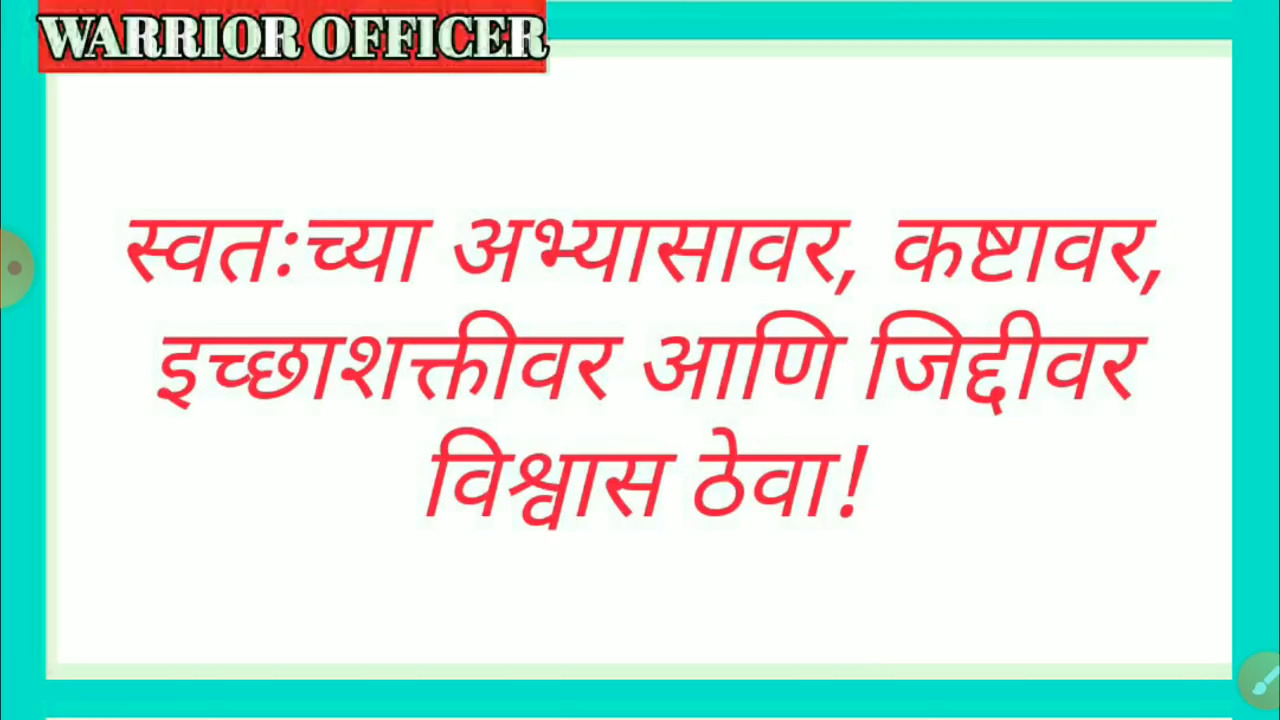 WARRIOR OFFICER
स्वत:च्या अभ्यासावर, कष्टावर,
इच्छाशक्तीवर आणि जिद्दीवर
विश्वास ठेवा!